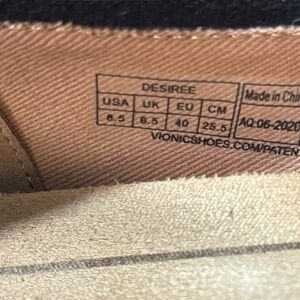 DESIREE
USA UK EU CM
8.5 6.5 40 25.5
VIONICSHOES.COM/PATEN
Made in Chi
AQ:06-2020